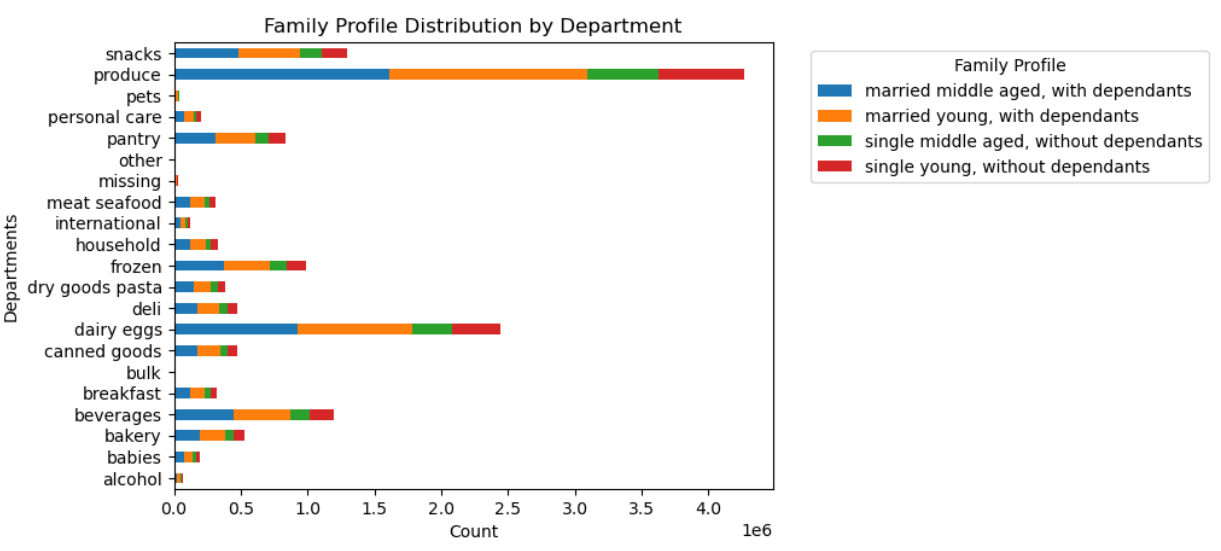 Family Profile Distribution by Department
snacks
produce
pets
personal care
pantry
other
missing
meat seafood
international
household
frozen
dry goods pasta
deli
dairy eggs
canned goods
bulk
breakfast
beverages
bakery
babies
alcohol
Departments
0.0 0.5 1.0 1.5 2.0 2.5 3.0 3.5 4.0
1e6
Count
Family Profile
married middle aged, with dependants
married young, with dependants
single middle aged, without dependants
single young, without dependants